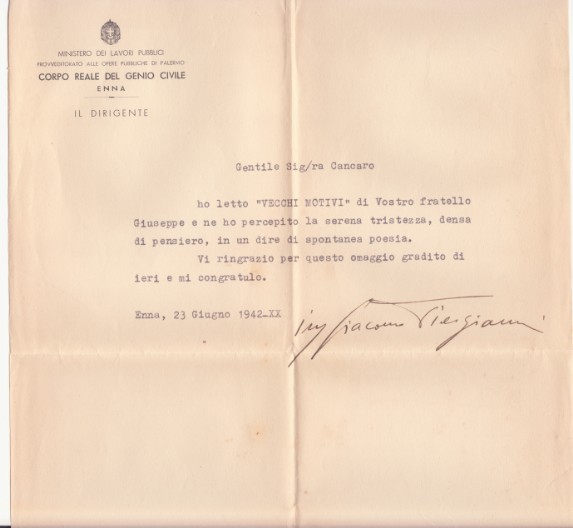 MINISTERO DEI LAVORI PUBBLICI
PROVVEDITORATO ALLE OPERE PUBBLICHE DI PALERMO
CORPO REALE DEL GENIO CIVILE
ENNA
IL DIRIGENTE
Gentile Sig/ra Cancaro
ho letto "VECCHI MOTIVI" di Vostro fratello
Giuseppe e ne ho percepito la serena tristezza, densa
di pensiero, in un dire di spontanea poesia.
Vi ringrazio per questo omaggio gradito di
ieri e mi congratulo.
Enna, 23 Giugno 1942-XX
ing Giacomo Piergianni